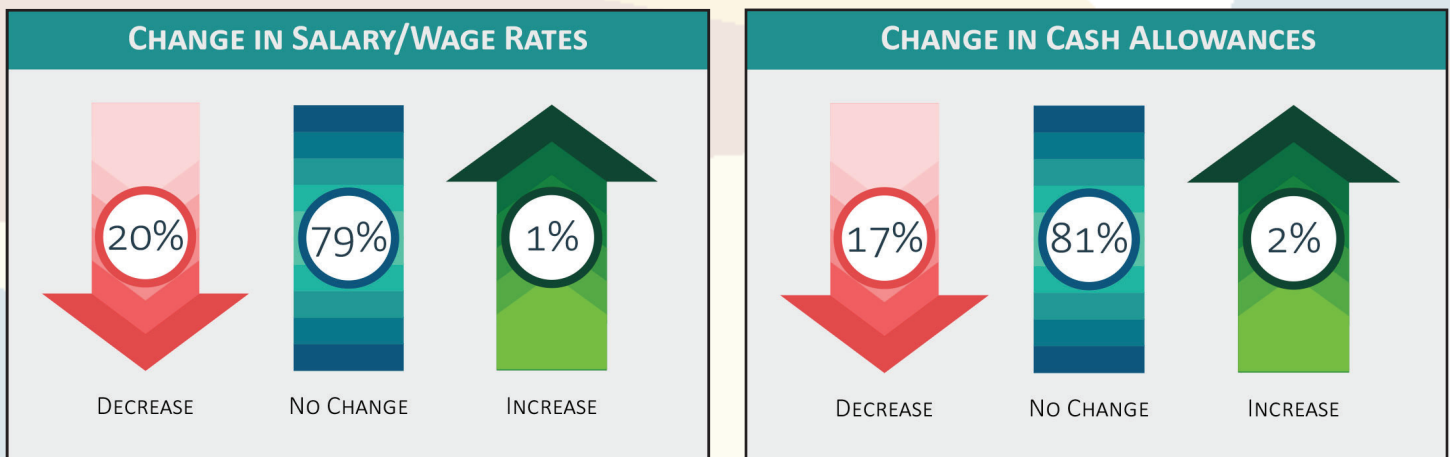 CHANGE IN SALARY/WAGE RATES
20%
79%
1%
DECREASE
NO CHANGE
INCREASE
CHANGE IN CASH ALLOWANCES
17%
81%
2%
DECREASE
NO CHANGE
INCREASE